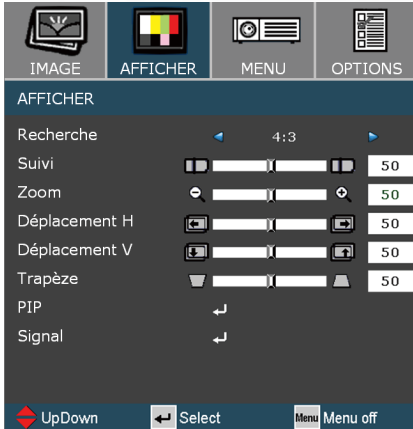 IMAGE AFFICHER MENU OPTIONS
AFFICHER
Recherche 4:3
Suivi 50
Zoom 50
Déplacement H 50
Déplacement V 50
Trapèze 50
PIP
Signal
UpDown Select Menu Menu off